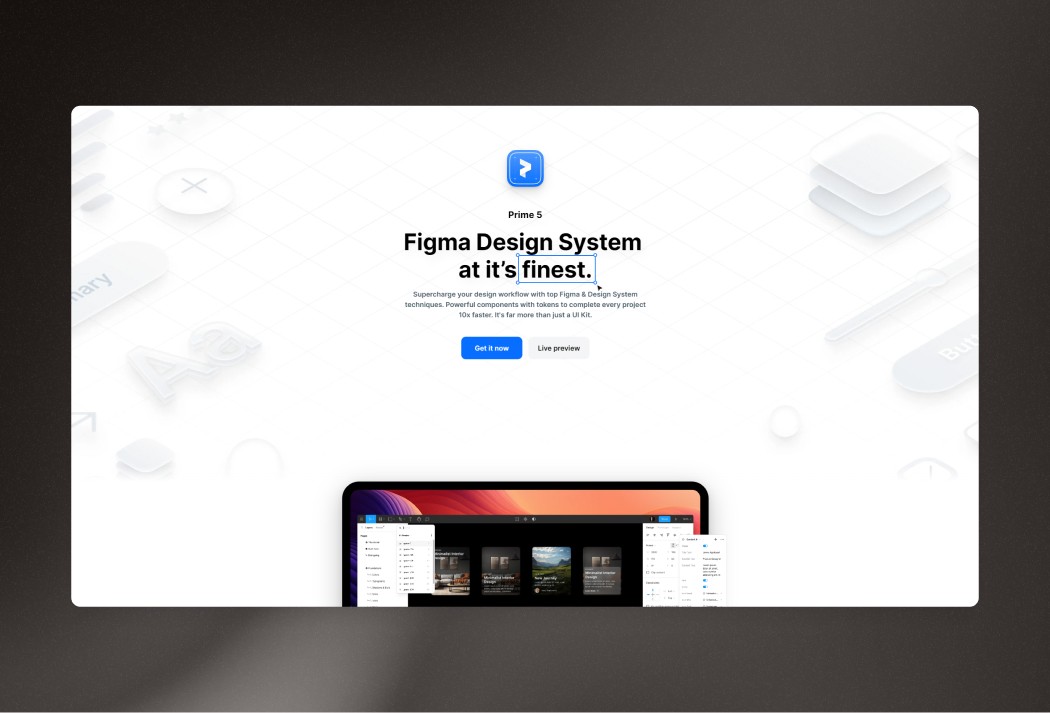 Prime 5
Figma Design System
at it’s finest.
Supercharge your design workflow with top Figma & Design System
techniques. Powerful components with tokens to complete every project
10x faster. It's far more than just a UI Kit.
Get it now
Live preview
mary
Aa
But
Minimalist Interior
Design
Minimalist Interior
Design
New Journey
Minimalist Interior
Design